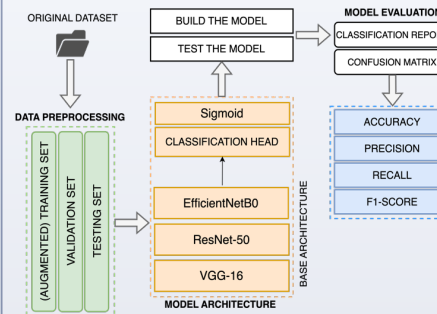 ORIGINAL DATASET
DATA PREPROCESSING
(AUGMENTED) TRAINING SET
VALIDATION SET
TESTING SET
BUILD THE MODEL
TEST THE MODEL
Sigmoid
CLASSIFICATION HEAD
EfficientNetB0
ResNet-50
VGG-16
BASE ARCHITECTURE
MODEL ARCHITECTURE
MODEL EVALUATION
CLASSIFICATION REPO
CONFUSION MATRIX
ACCURACY
PRECISION
RECALL
F1-SCORE